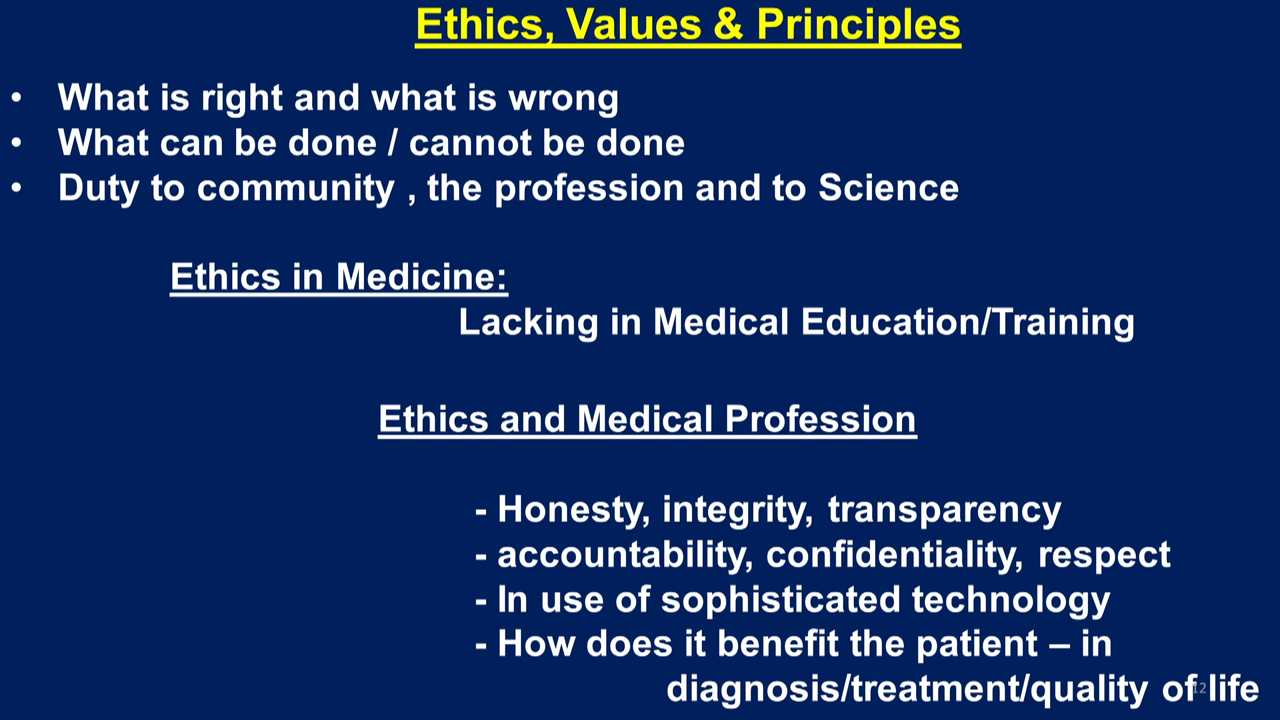 Ethics, Values & Principles
• What is right and what is wrong
• What can be done / cannot be done
• Duty to community , the profession and to Science
Ethics in Medicine:
Lacking in Medical Education/Training
Ethics and Medical Profession
- Honesty, integrity, transparency
- accountability, confidentiality, respect
- In use of sophisticated technology
- How does it benefit the patient – in
diagnosis/treatment/quality of life
12